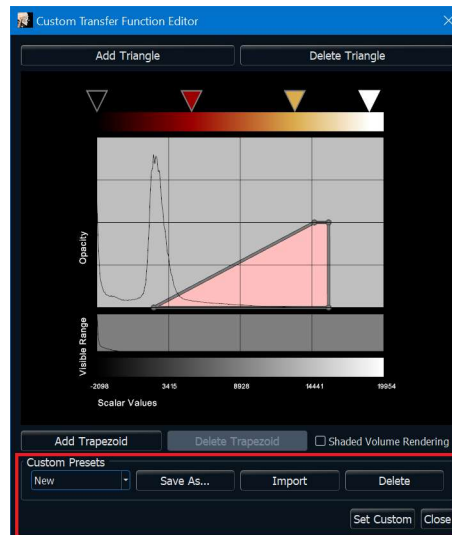 Custom Transfer Function Editor
Add Triangle Delete Triangle
Opacity
Visible Range
-2098 3415 8928 14441 19954
Scalar Values
Add Trapezoid Delete Trapezoid Shaded Volume Rendering
Custom Presets
New Save As... Import Delete
Set Custom Close